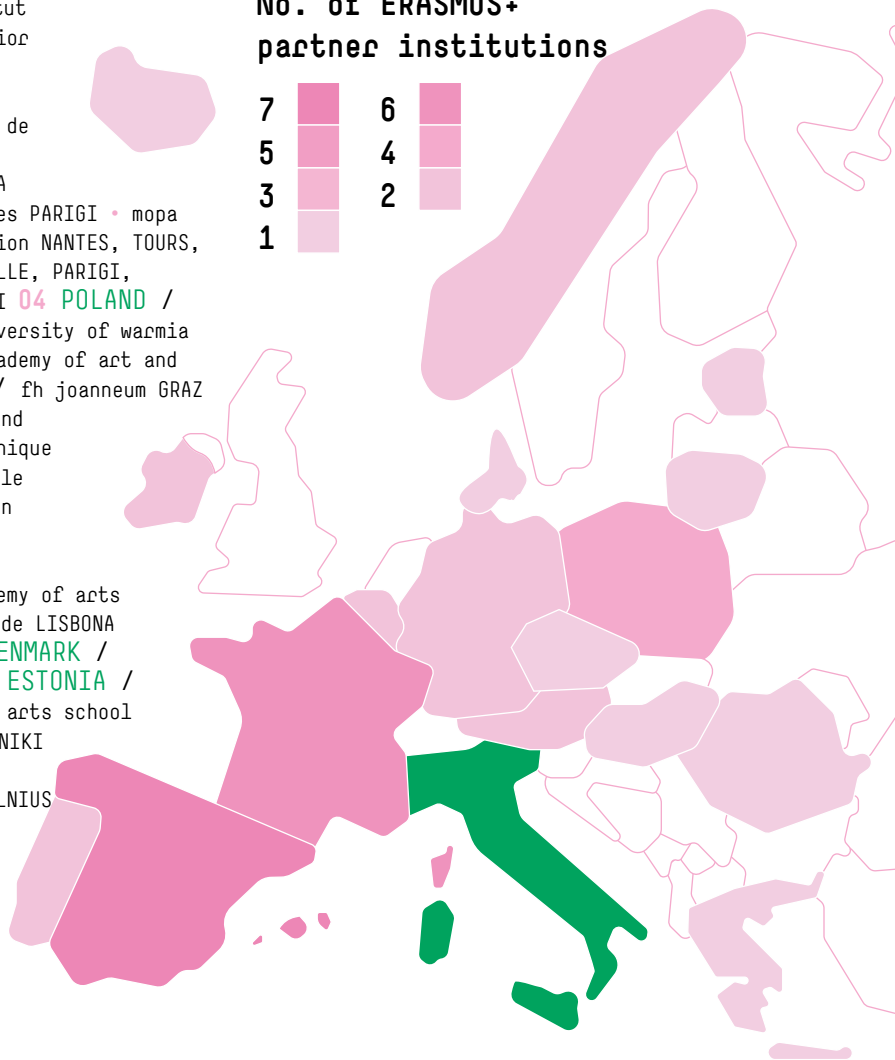 tut
ior
de
A
es PARIGI • mopa
ion NANTES, TOURS,
LLE, PARIGI,
I 04 POLAND /
versity of warmia
ademy of art and
/ fh joanneum GRAZ
nd
nique
le
n
emy of arts
de LISBONA
ENMARK /
ESTONIA /
arts school
NIKI
LNIUS
No. of ERASMUS+
partner institutions
7 6
5 4
3 2
1